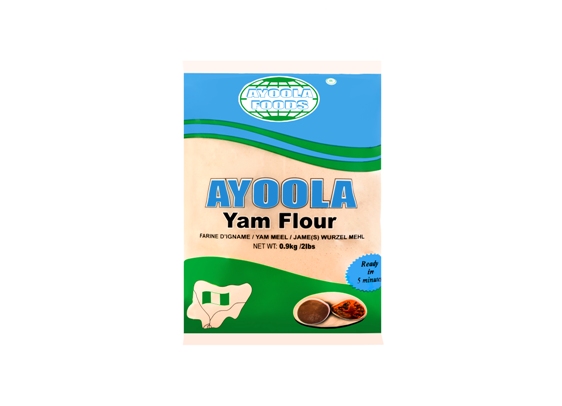 AYOOLA
FOODS
AYOOLA
Yam Flour
FARINE D'IGNAME / YAM MEEL / JAME(S) WURZEL MEHL
NET WT: 0.9kg /2lbs
Ready
in
5 minutes